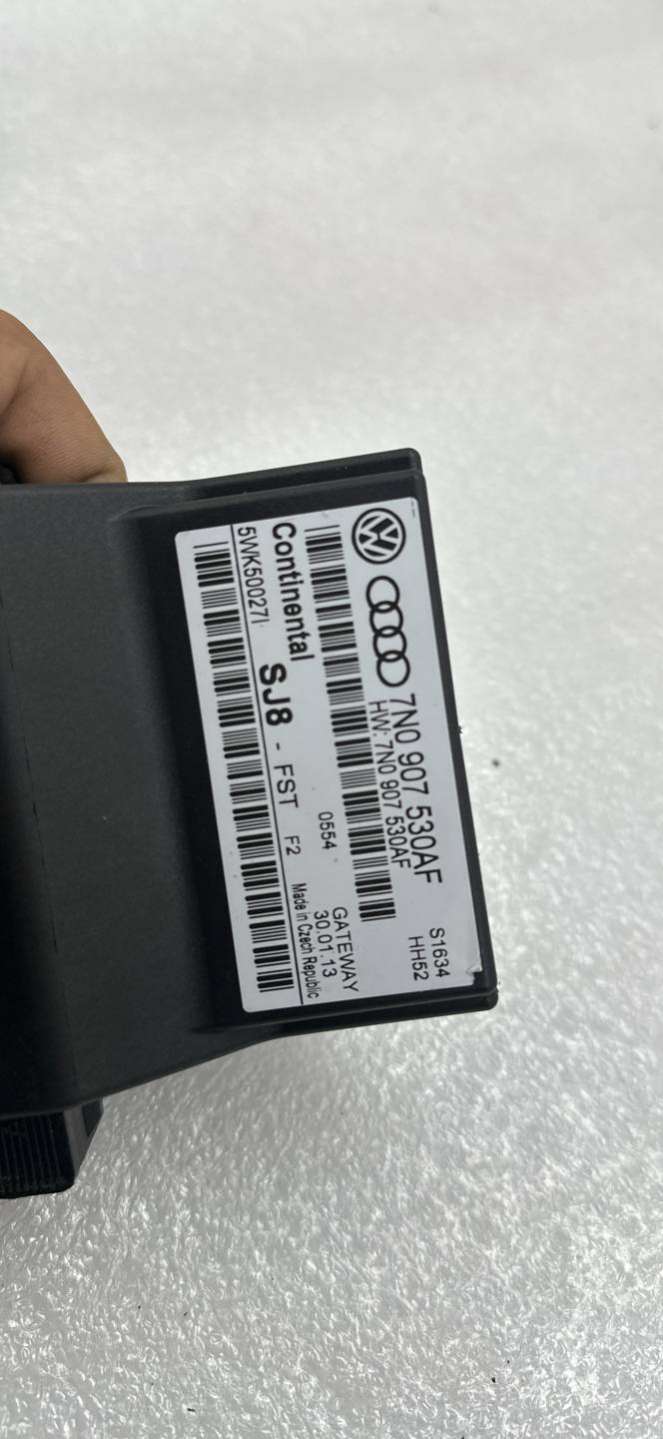 7N0 907 530AF
HW: 7N0 907 530AF
S1634
HH52
0554
GATEWAY
30.01.13
Continental
SJ8 - FST F2
Made in Czech Republic
5WK50027I